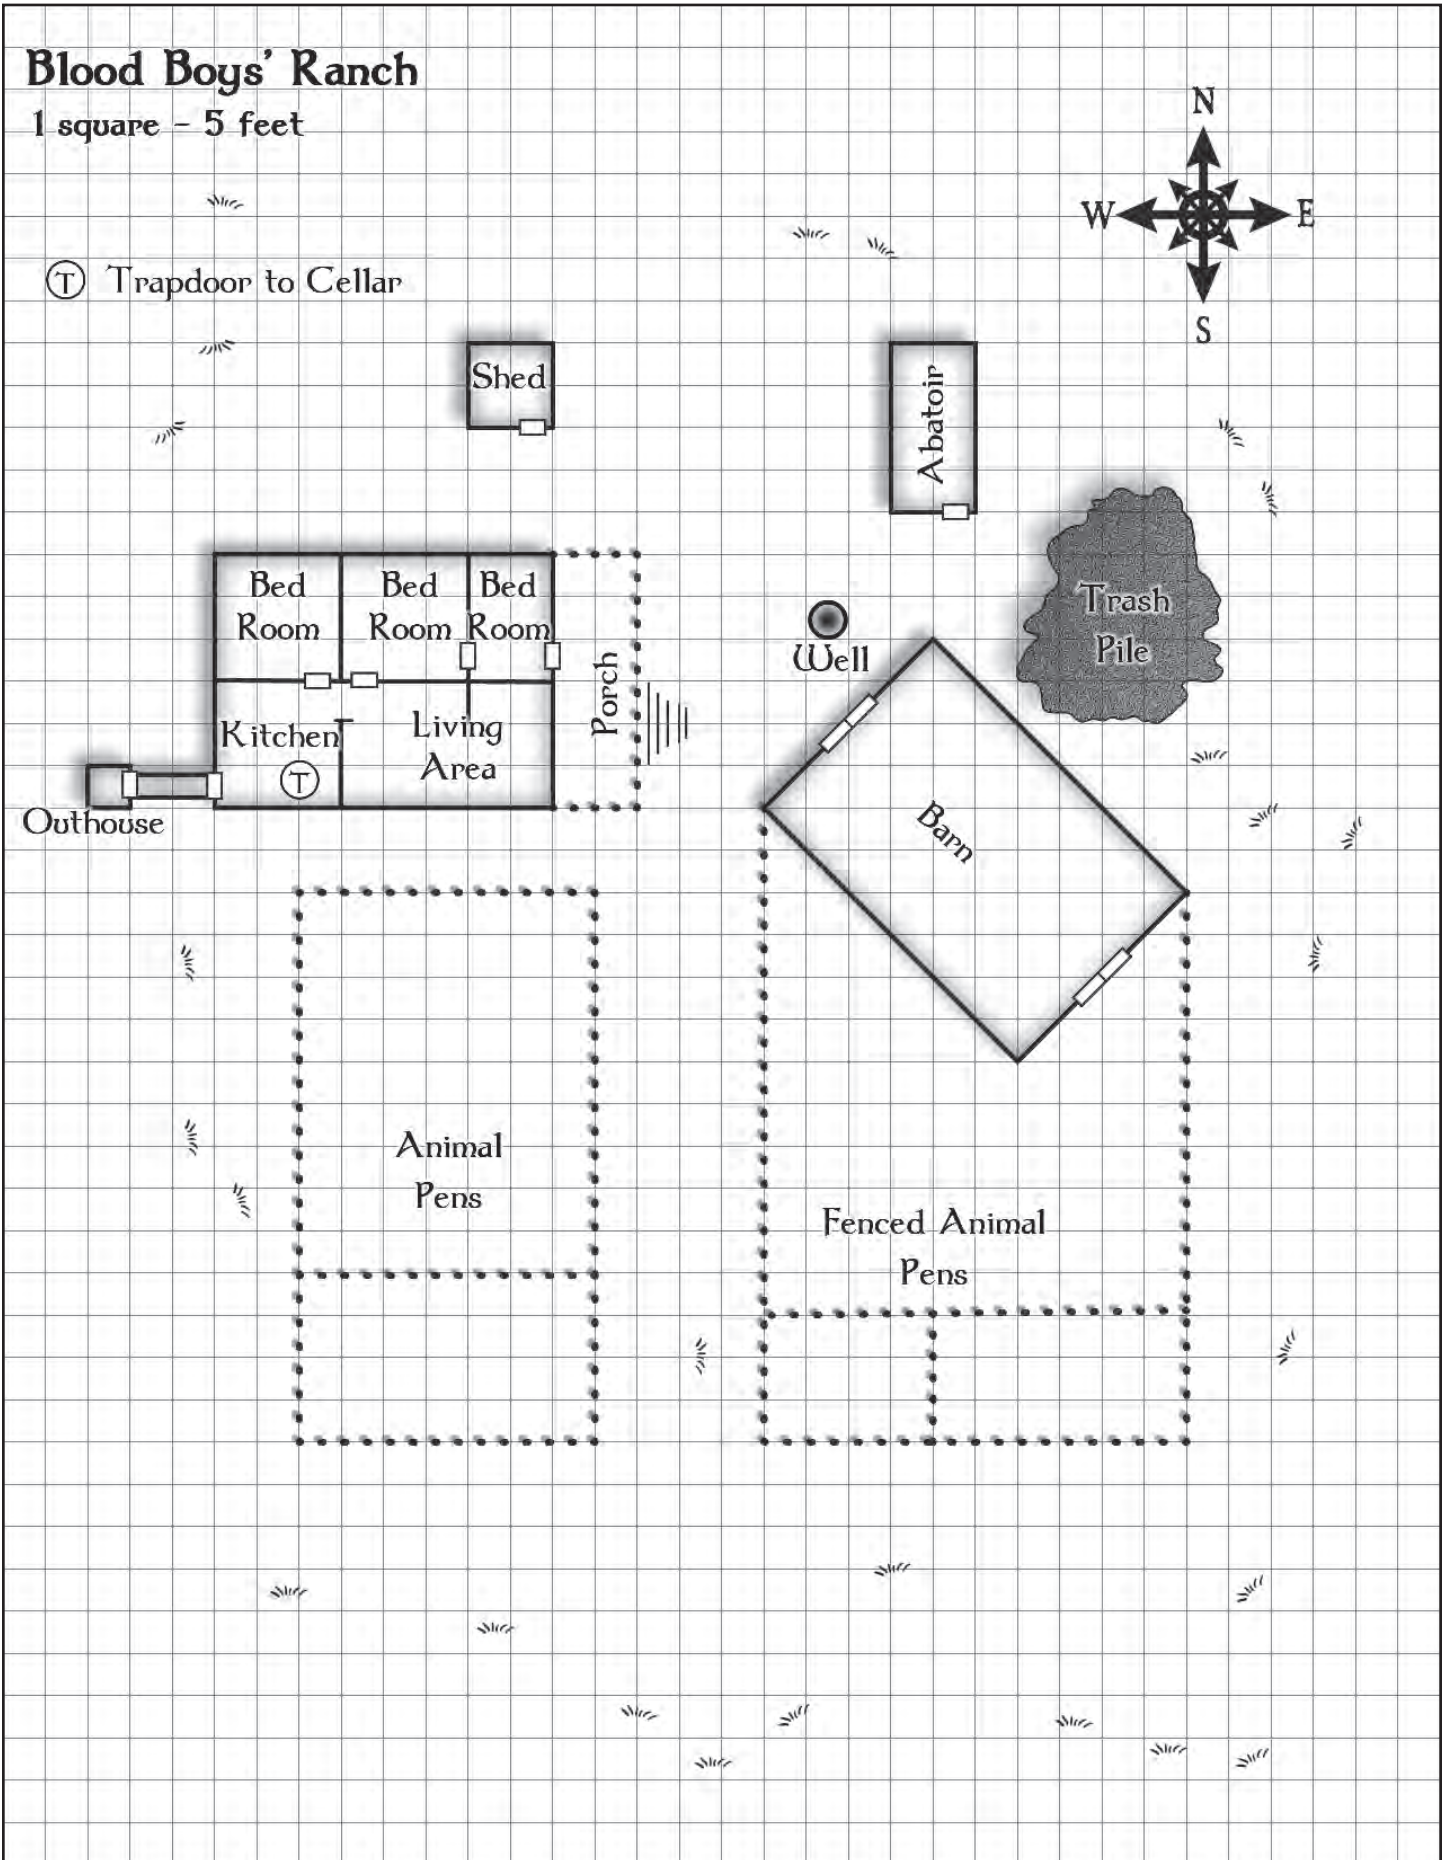 Blood Boys' Ranch
1 square - 5 feet
N
W
E
S
T Trapdoor to Cellar
Shed
Abatoir
Bed
Room
Bed
Room
Bed
Room
Trash
Pile
Well
Porch
Kitchen
Living
Area
T
Outhouse
Barn
Animal
Pens
Fenced Animal
Pens